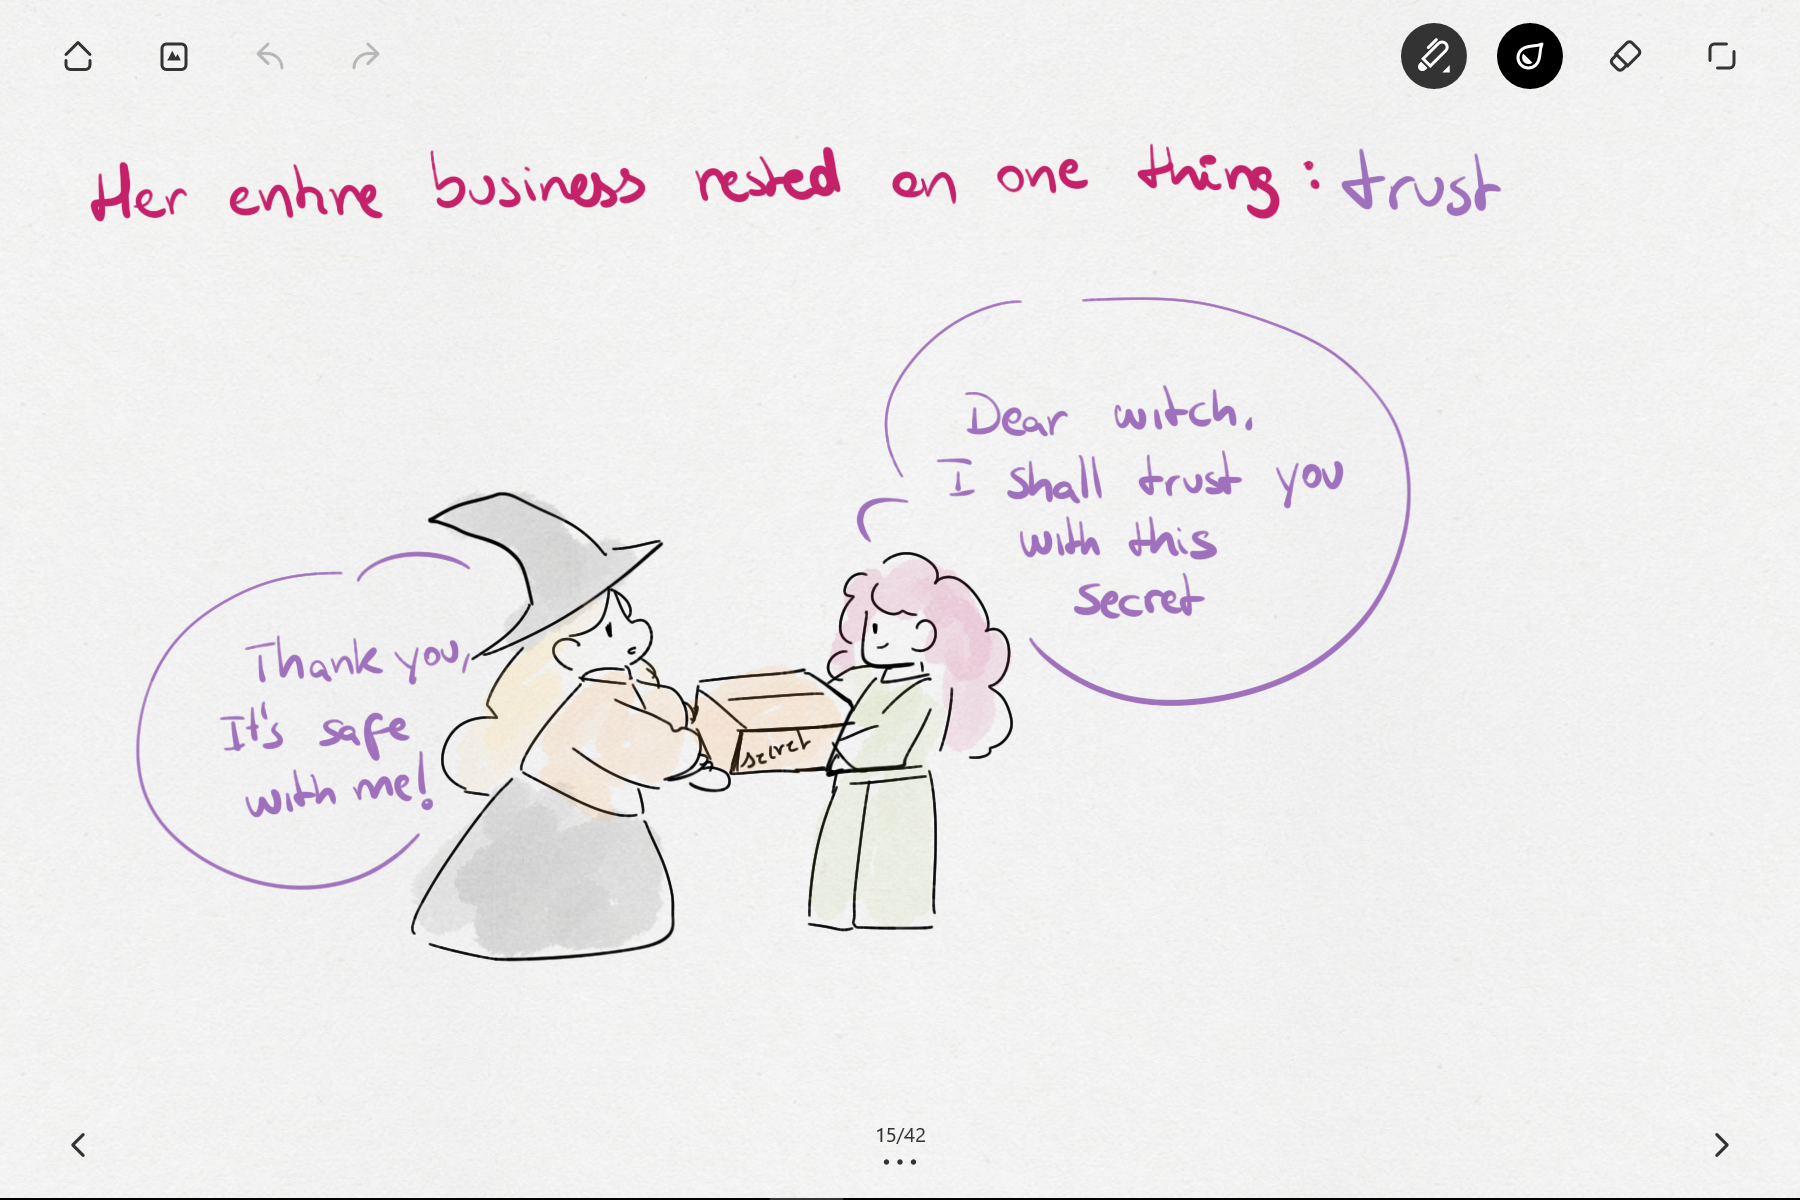 Her entire business rested on one thing: trust
Dear witch,
I shall trust you
with this
secret
Thank you,
It's safe
with me!
secret
15/42